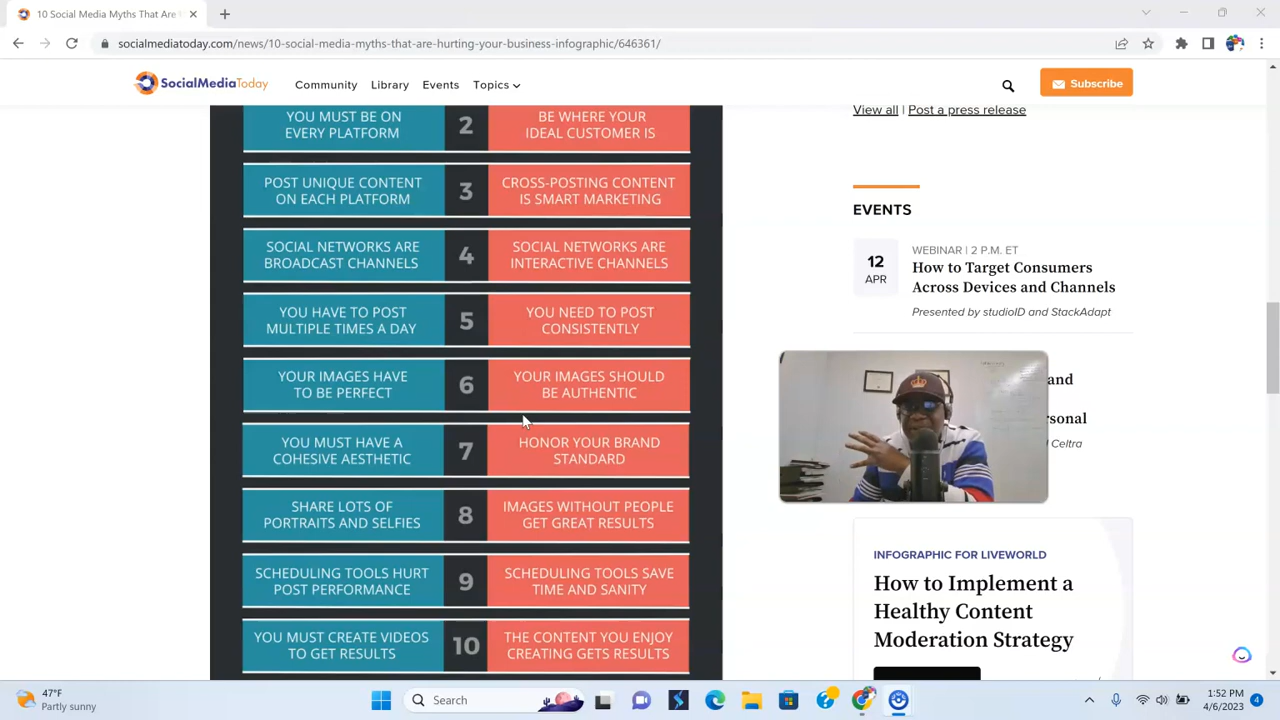 10 Social Media Myths That Are
socialmediatoday.com/news/10-social-media-myths-that-are-hurting-your-business-infographic/646361/
SocialMediaToday
Community Library Events Topics
Subscribe
YOU MUST BE ON
EVERY PLATFORM
2
BE WHERE YOUR
IDEAL CUSTOMER IS
POST UNIQUE CONTENT
ON EACH PLATFORM
3
CROSS-POSTING CONTENT
IS SMART MARKETING
SOCIAL NETWORKS ARE
BROADCAST CHANNELS
4
SOCIAL NETWORKS ARE
INTERACTIVE CHANNELS
YOU HAVE TO POST
MULTIPLE TIMES A DAY
5
YOU NEED TO POST
CONSISTENTLY
YOUR IMAGES HAVE
TO BE PERFECT
6
YOUR IMAGES SHOULD
BE AUTHENTIC
YOU MUST HAVE A
COHESIVE AESTHETIC
7
HONOR YOUR BRAND
STANDARD
SHARE LOTS OF
PORTRAITS AND SELFIES
8
IMAGES WITHOUT PEOPLE
GET GREAT RESULTS
SCHEDULING TOOLS HURT
POST PERFORMANCE
9
SCHEDULING TOOLS SAVE
TIME AND SANITY
YOU MUST CREATE VIDEOS
TO GET RESULTS
10
THE CONTENT YOU ENJOY
CREATING GETS RESULTS
View all | Post a press release
EVENTS
12
APR
WEBINAR | 2 P.M. ET
How to Target Consumers
Across Devices and Channels
Presented by studioID and StackAdapt
and
rsonal
Celtra
INFOGRAPHIC FOR LIVEWORLD
How to Implement a
Healthy Content
Moderation Strategy
47°F
Partly sunny
Search
1:52 PM
4/6/2023
4